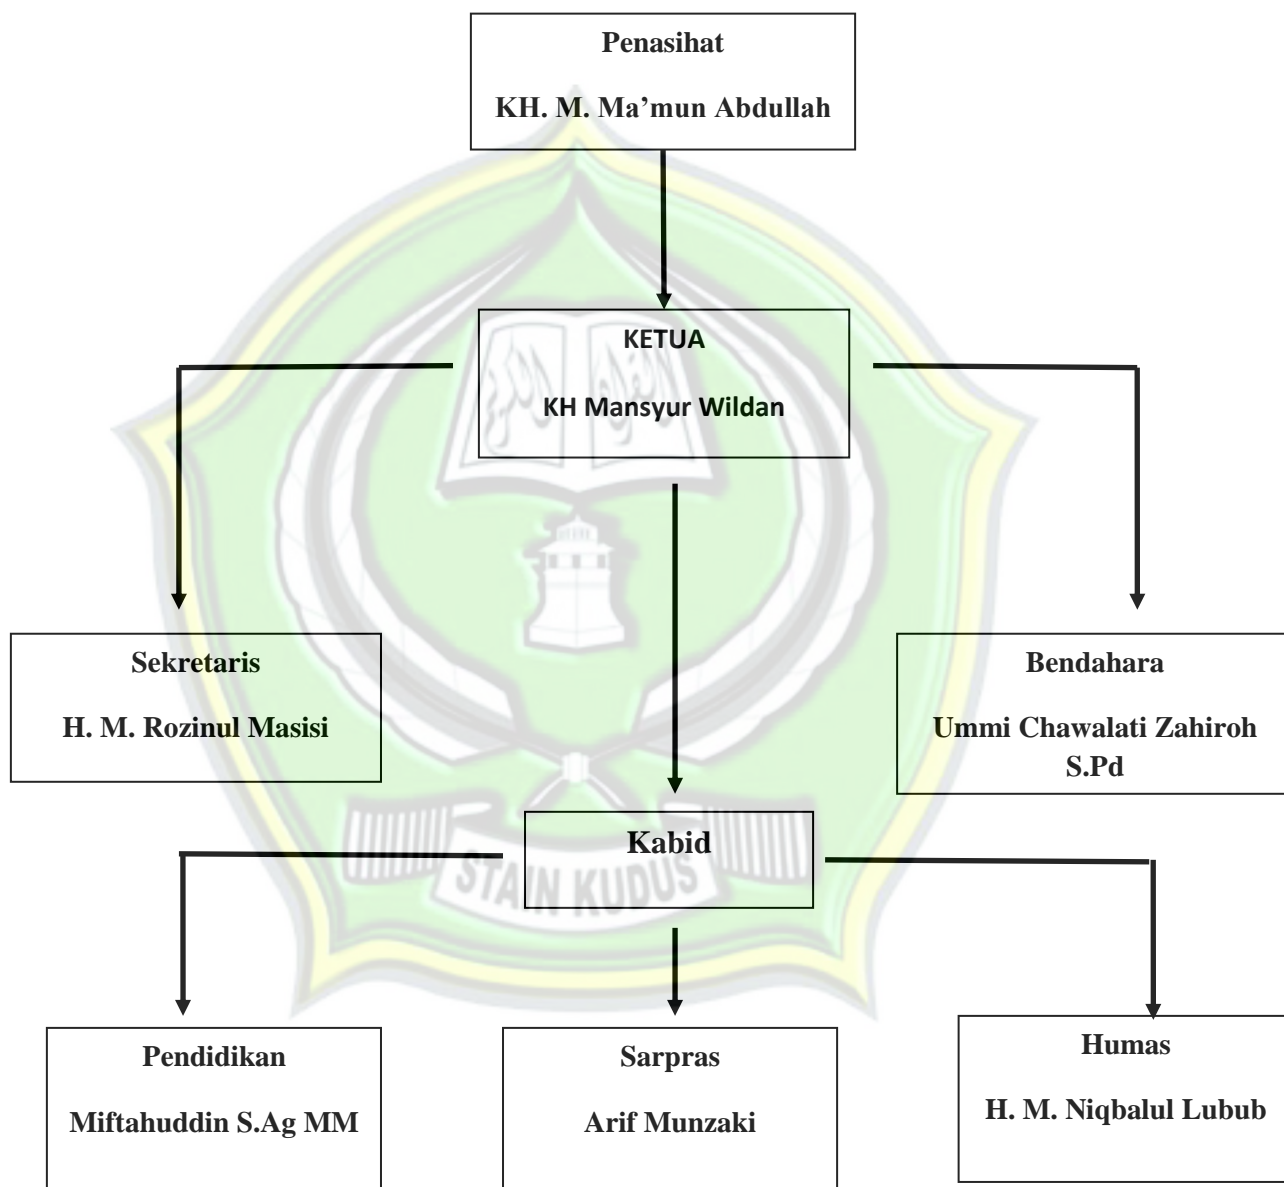 Penasihat
KH. M. Ma’mun Abdullah
KETUA
KH Mansyur Wildan
Sekretaris
H. M. Rozinul Masisi
Bendahara
Ummi Chawalati Zahiroh
S.Pd
Kabid
STAIN KUDUS
Pendidikan
Miftahuddin S.Ag MM
Sarpras
Arif Munzaki
Humas
H. M. Niqbalul Lubub